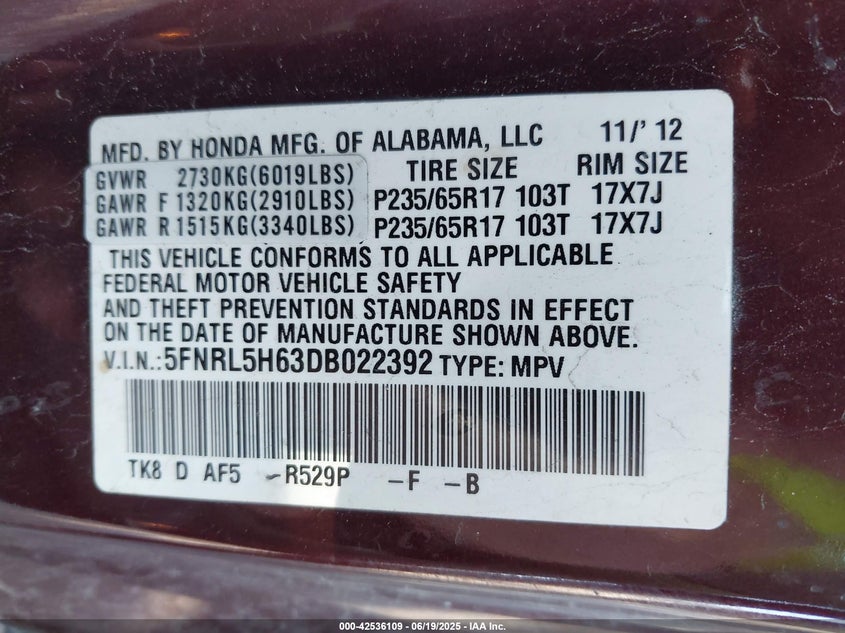 MFD. BY HONDA MFG. OF ALABAMA, LLC 11/' 12
GVWR 2730KG(6019LBS) TIRE SIZE RIM SIZE
GAWR F 1320KG(2910LBS) P235/65R17 103T 17X7J
GAWR R 1515KG(3340LBS) P235/65R17 103T 17X7J
THIS VEHICLE CONFORMS TO ALL APPLICABLE
FEDERAL MOTOR VEHICLE SAFETY
AND THEFT PREVENTION STANDARDS IN EFFECT
ON THE DATE OF MANUFACTURE SHOWN ABOVE.
V.I.N.:5FNRL5H63DB022392 TYPE: MPV
TK8 D AF5 -R529P -F -B
000-42536109 - 06/19/2025 - IAA Inc.